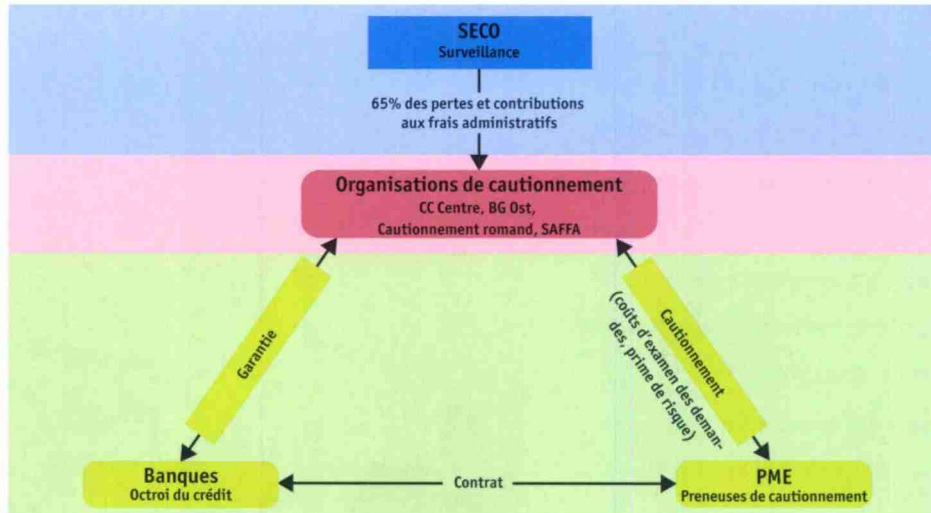 SECO
Surveillance
65% des pertes et contributions
aux frais administratifs
Organisations de cautionnement
CC Centre, BG Ost,
Cautionnement romand, SAFFA
Garantie
Cautionnement
(coûts d'examen des deman-
des, prime de risque)
Banques
Octroi du crédit
Contrat
PME
Preneuses de cautionnement